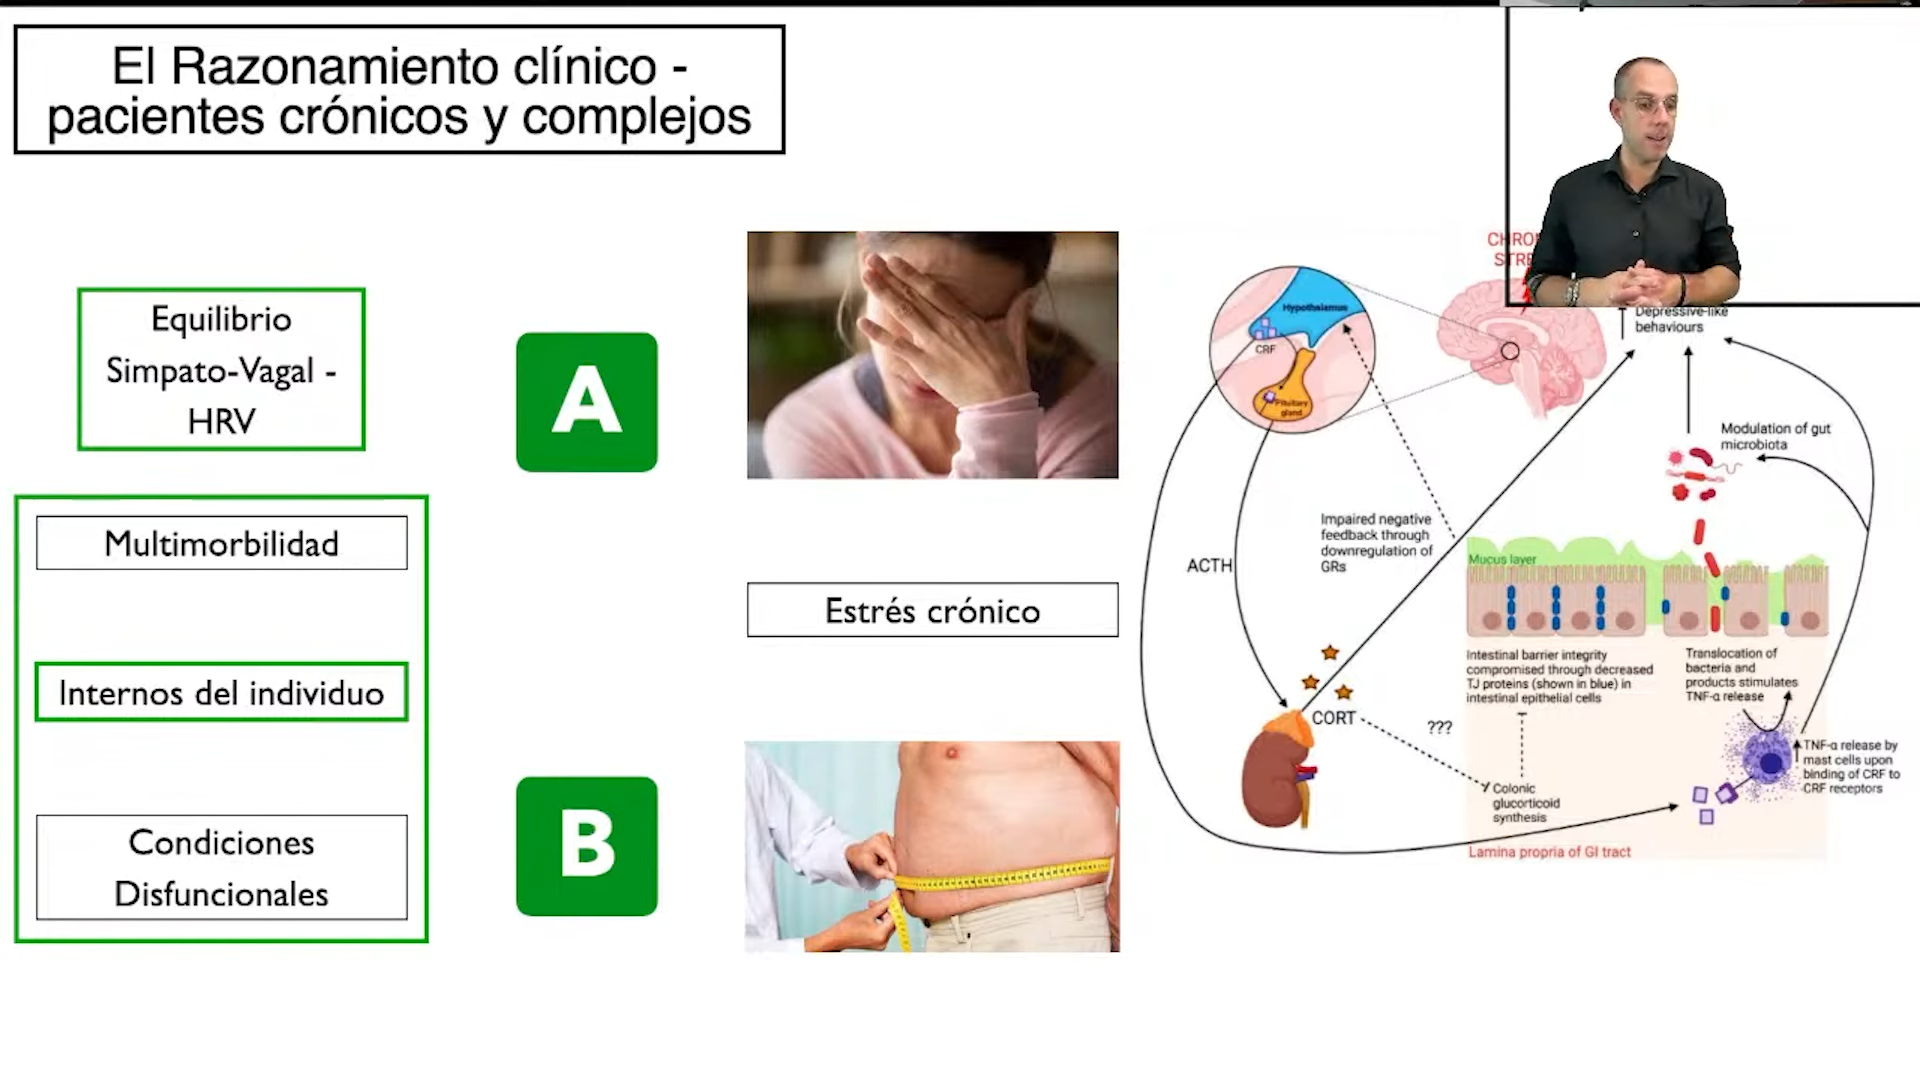 El Razonamiento clínico -
pacientes crónicos y complejos
Equilibrio
Simpato-Vagal -
HRV
Multimorbilidad
Internos del individuo
Condiciones
Disfuncionales
A
B
Estrés crónico
Hypothalamus
CRF
Pituitary
gland
Depressive-like
behaviours
Modulation of gut
microbiota
Impaired negative
feedback through
downregulation of
GRs
ACTH
Mucus layer
Intestinal barrier integrity
compromised through decreased
TJ proteins (shown in blue) in
intestinal epithelial cells
Translocation of
bacteria and
products stimulates
TNF-α release
CORT
???
Colonic
glucorticoid
synthesis
TNF-α release by
mast cells upon
binding of CRF to
CRF receptors
Lamina propria of GI tract